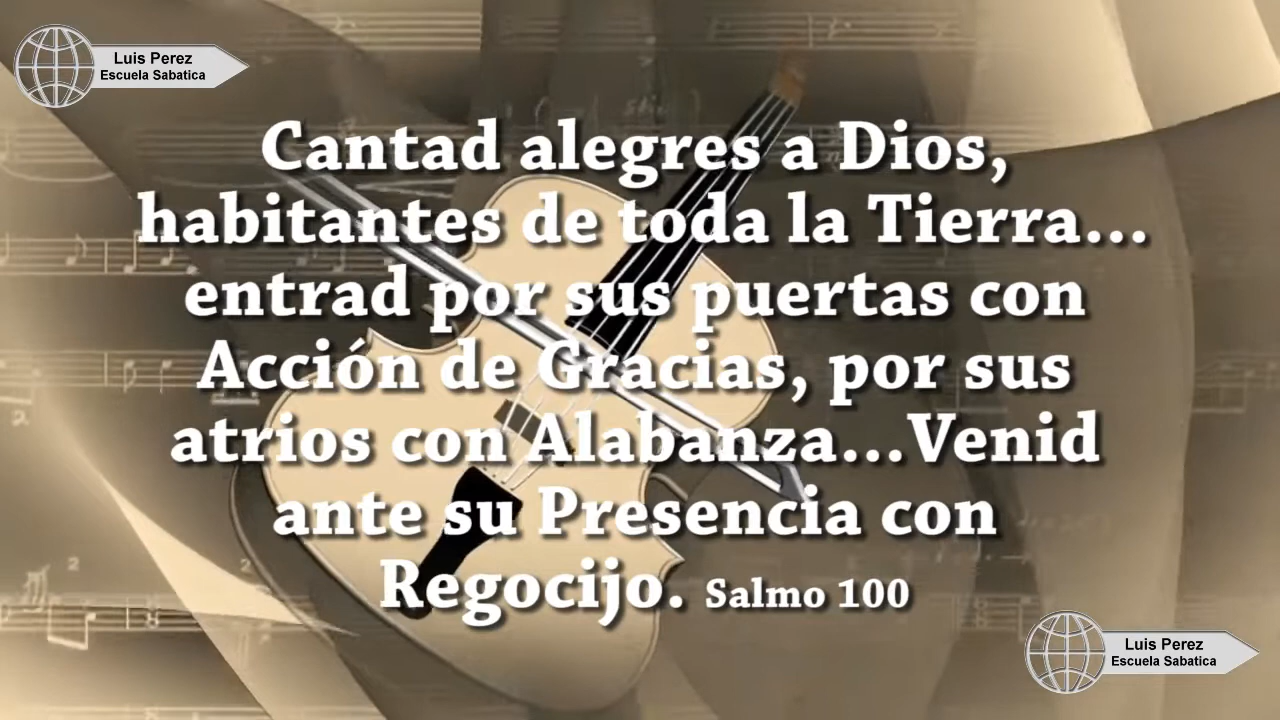 Luis Perez
Escuela Sabatica
Cantad alegres a Dios,
habitantes de toda la Tierra...
entrad por sus puertas con
Acción de Gracias, por sus
atrios con Alabanza...Venid
ante su Presencia con
Regocijo. Salmo 100
Luis Perez
Escuela Sabatica